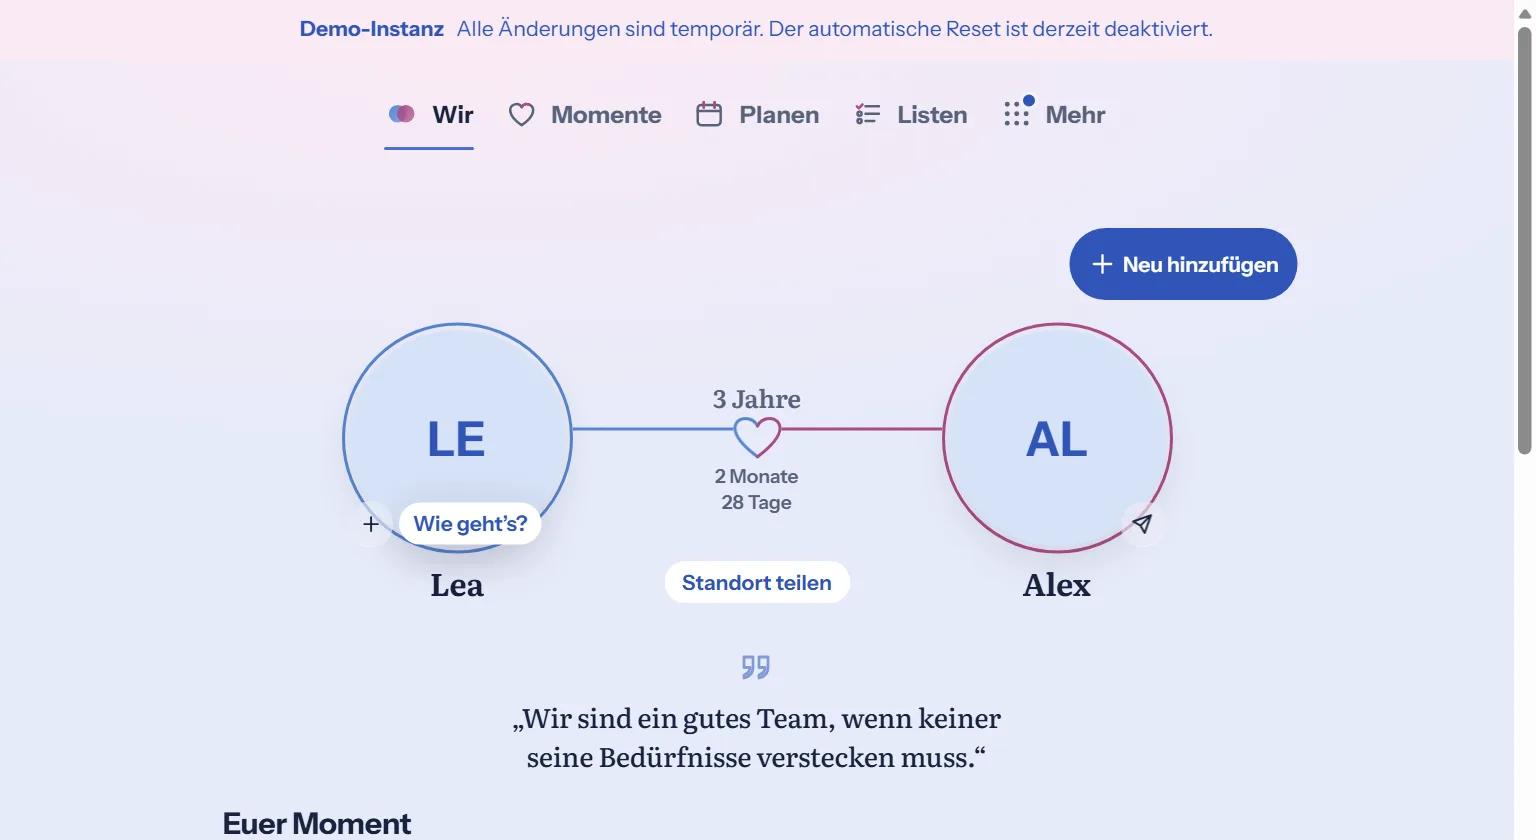 Demo-Instanz Alle Änderungen sind temporär. Der automatische Reset ist derzeit deaktiviert.
Wir Momente Planen Listen Mehr
Neu hinzufügen
LE
3 Jahre
AL
2 Monate
28 Tage
Wie geht’s?
Lea
Standort teilen
Alex
„Wir sind ein gutes Team, wenn keiner
seine Bedürfnisse verstecken muss.“
Euer Moment